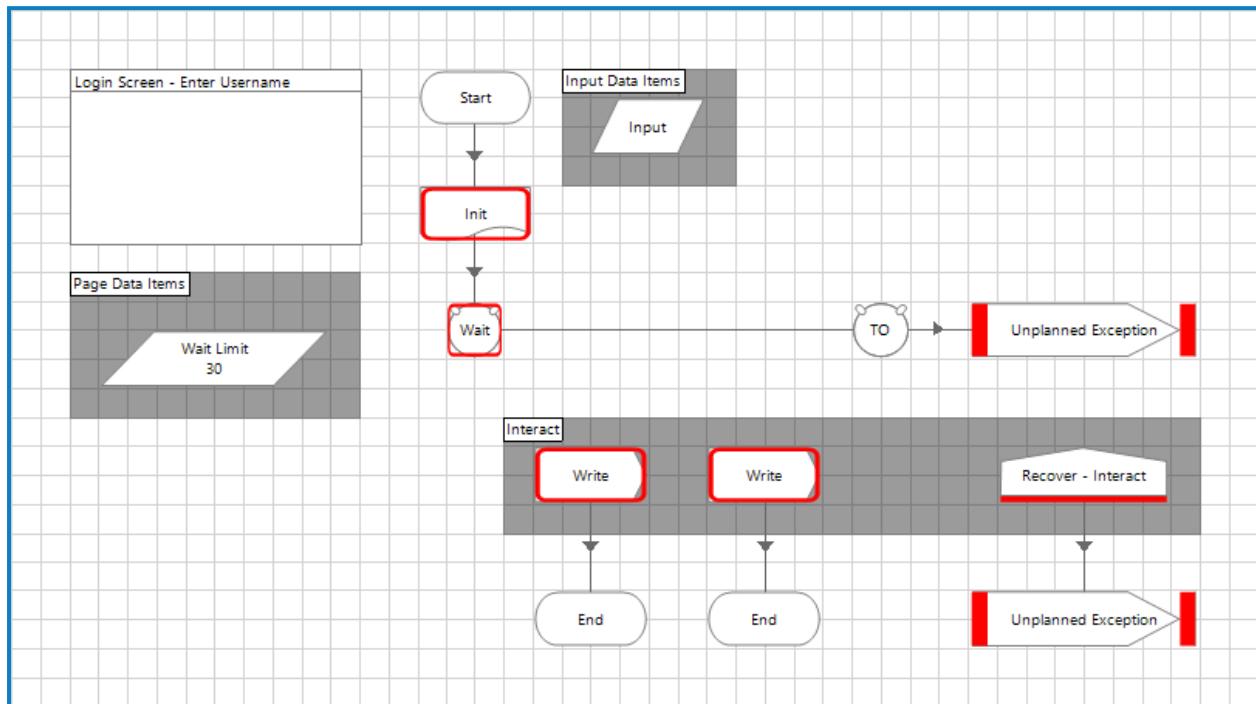 Login Screen - Enter Username
Start
Input Data Items
Input
Init
Page Data Items
Wait Limit
30
Wait
TO
Unplanned Exception
Interact
Write
Write
Recover - Interact
End
End
Unplanned Exception